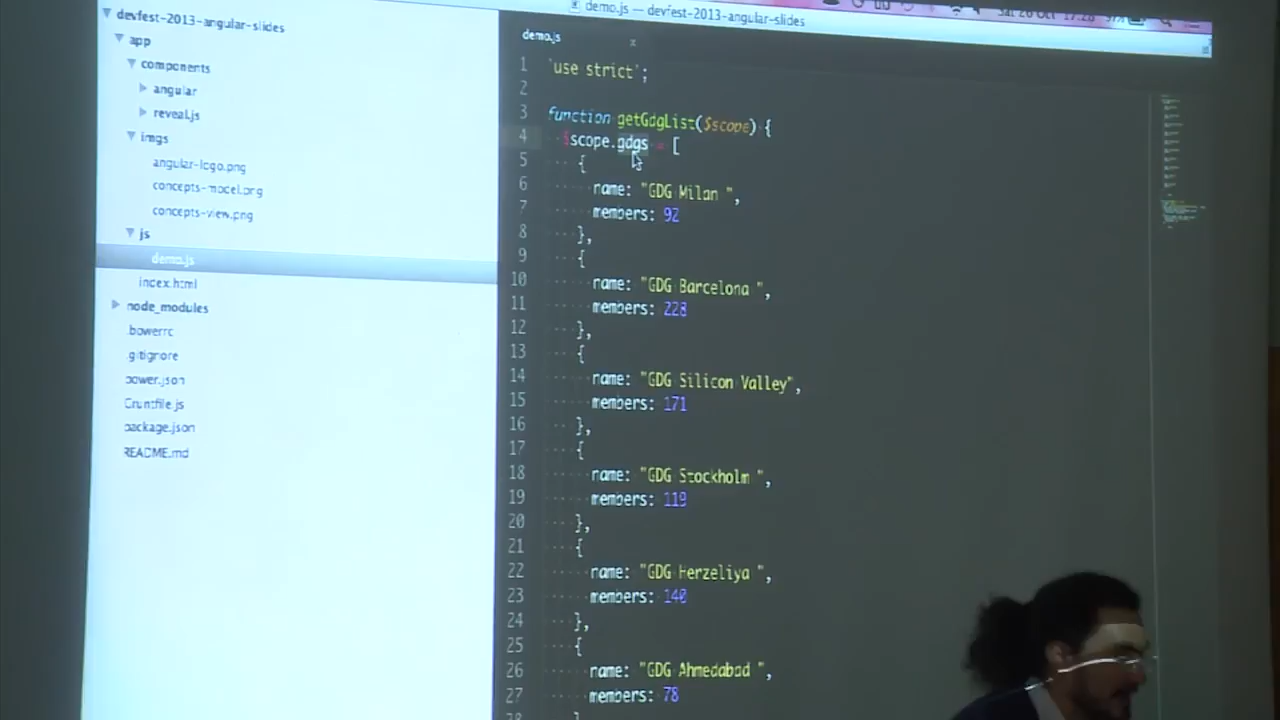 devfest-2013-angular-slides
app
components
angular
reveal.js
imgs
angular-logo.png
concepts-model.png
concepts-view.png
js
demo.js
index.html
node_modules
.bowerrc
.gitignore
bower.json
Gruntfile.js
package.json
README.md
demo.js — devfest-2013-angular-slides
Sat 26 Oct
demo.js x
1 'use strict';
2
3 function getGdgList($scope) {
4 $scope.gdgs = [
5 {
6 name: "GDG Milan ",
7 members: 92
8 },
9 {
10 name: "GDG Barcelona ",
11 members: 228
12 },
13 {
14 name: "GDG Silicon Valley",
15 members: 171
16 },
17 {
18 name: "GDG Stockholm ",
19 members: 119
20 },
21 {
22 name: "GDG Herzeliya ",
23 members: 140
24 },
25 {
26 name: "GDG Ahmedabad ",
27 members: 78
28 }